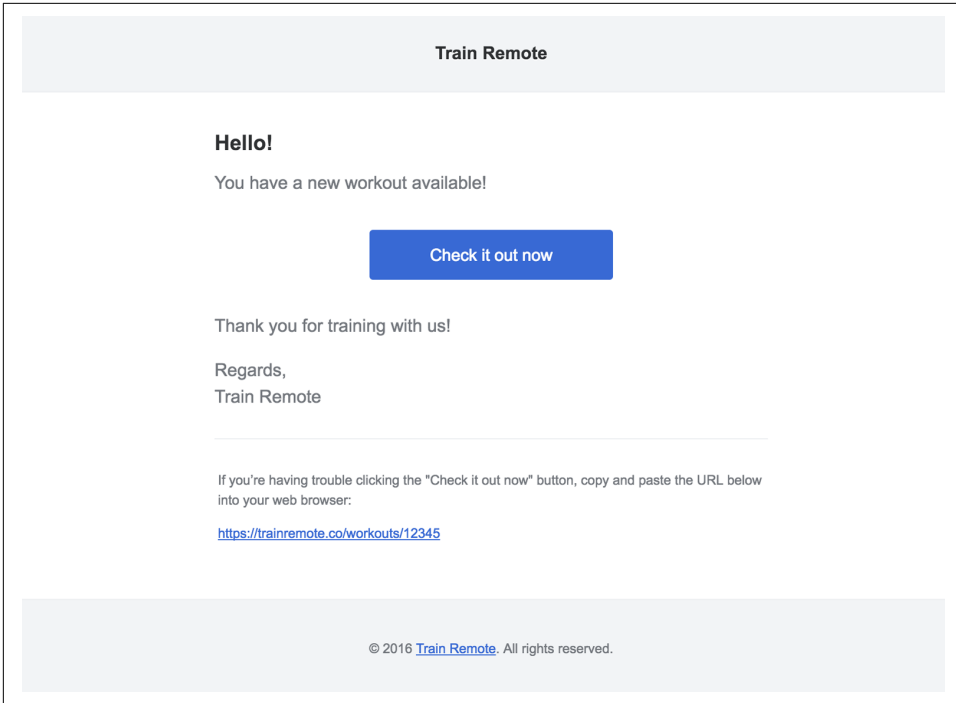 Train Remote
Hello!
You have a new workout available!
Check it out now
Thank you for training with us!
Regards,
Train Remote
If you’re having trouble clicking the "Check it out now" button, copy and paste the URL below
into your web browser:
https://trainremote.co/workouts/12345
© 2016 Train Remote. All rights reserved.